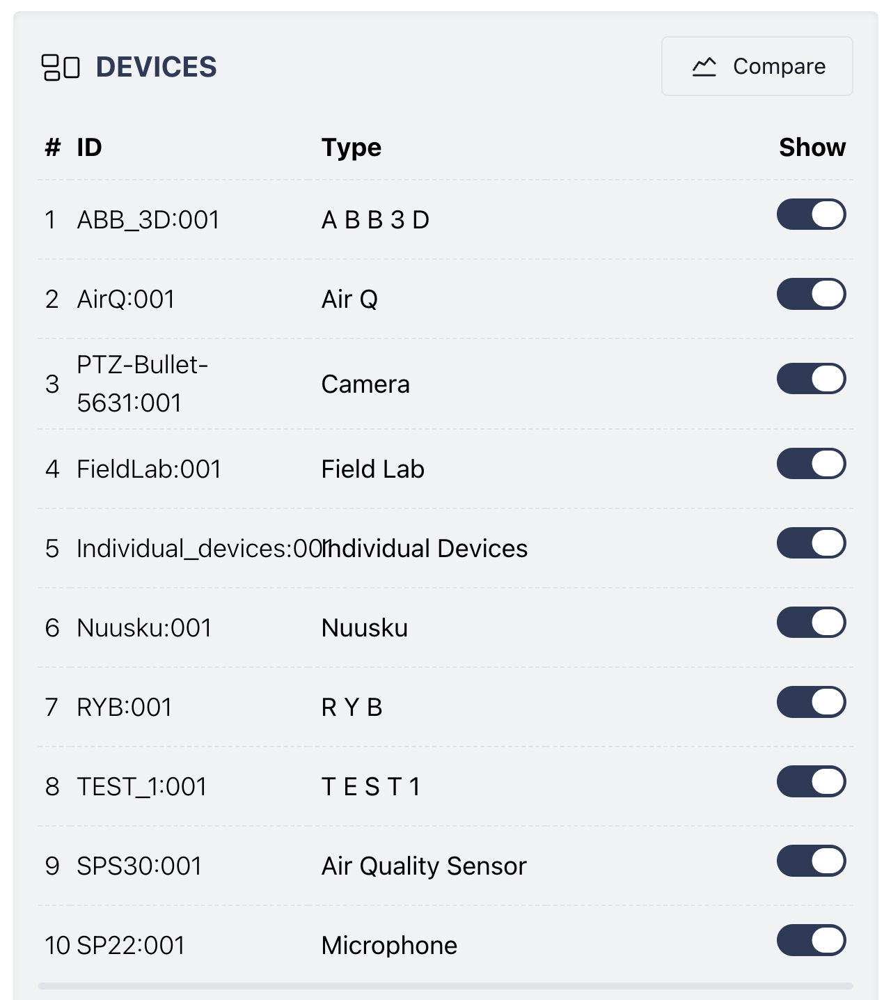 DEVICES
Compare
# ID Type Show
1 ABB_3D:001 A B B 3 D
2 AirQ:001 Air Q
3 PTZ-Bullet-
5631:001 Camera
4 FieldLab:001 Field Lab
5 Individual_devices:001 Individual Devices
6 Nuusku:001 Nuusku
7 RYB:001 R Y B
8 TEST_1:001 T E S T 1
9 SPS30:001 Air Quality Sensor
10 SP22:001 Microphone